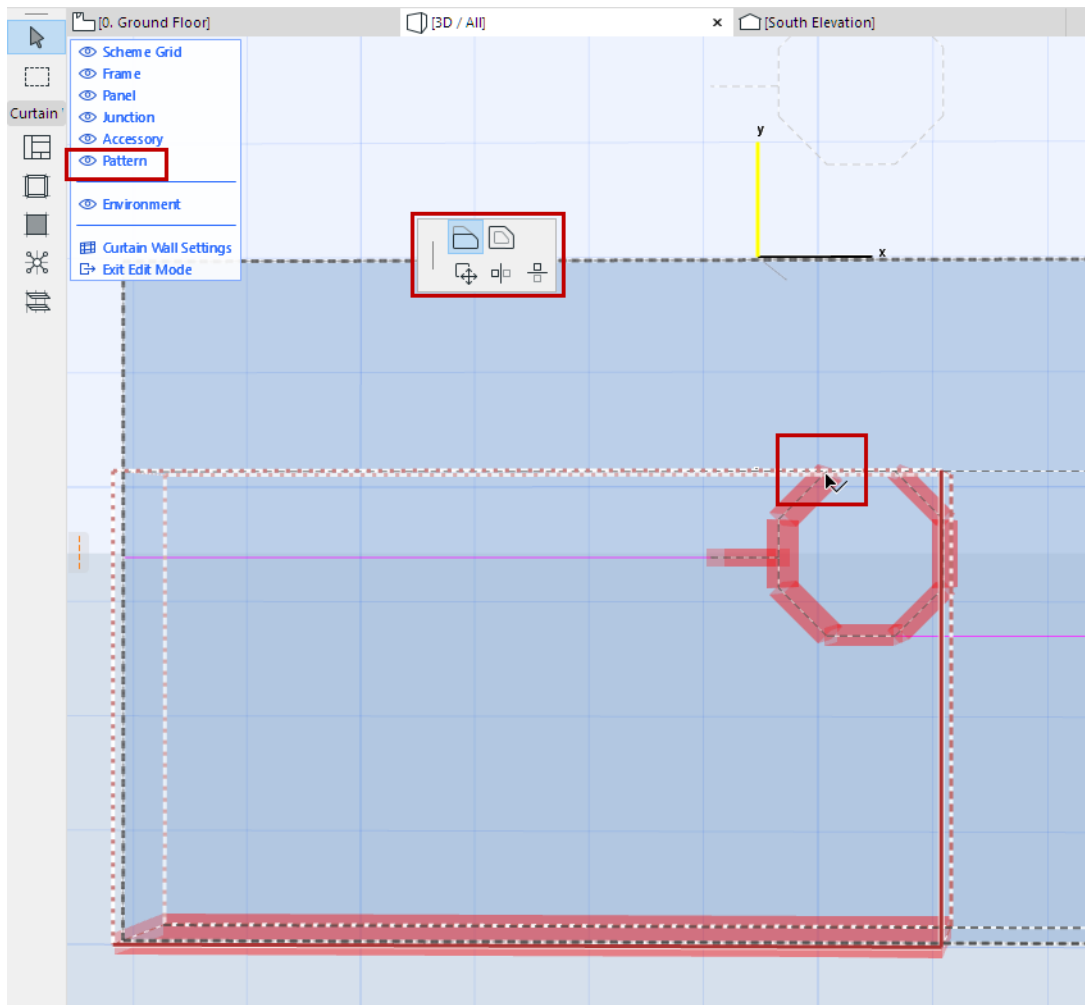 [0. Ground Floor]
[3D / All]
[South Elevation]
Scheme Grid
Frame
Panel
Curtain
Junction
Accessory
Pattern
Environment
Curtain Wall Settings
Exit Edit Mode
y
x